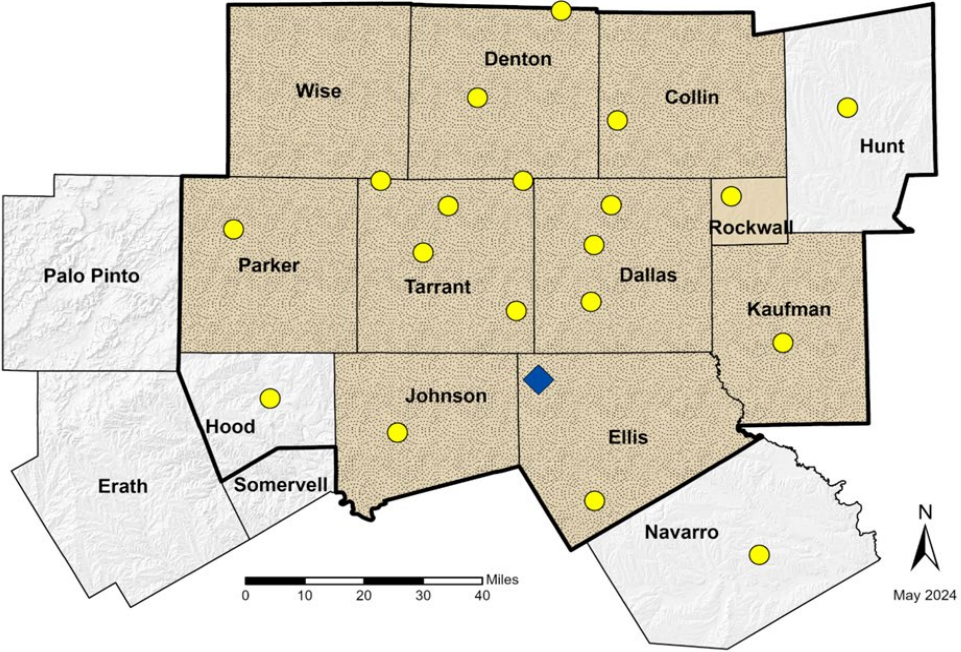 Denton
Wise
Collin
Hunt
Palo Pinto
Parker
Tarrant
Dallas
Rockwall
Kaufman
Hood
Johnson
Ellis
Erath
Somervell
Navarro
N
May 2024
Miles
0 10 20 30 40